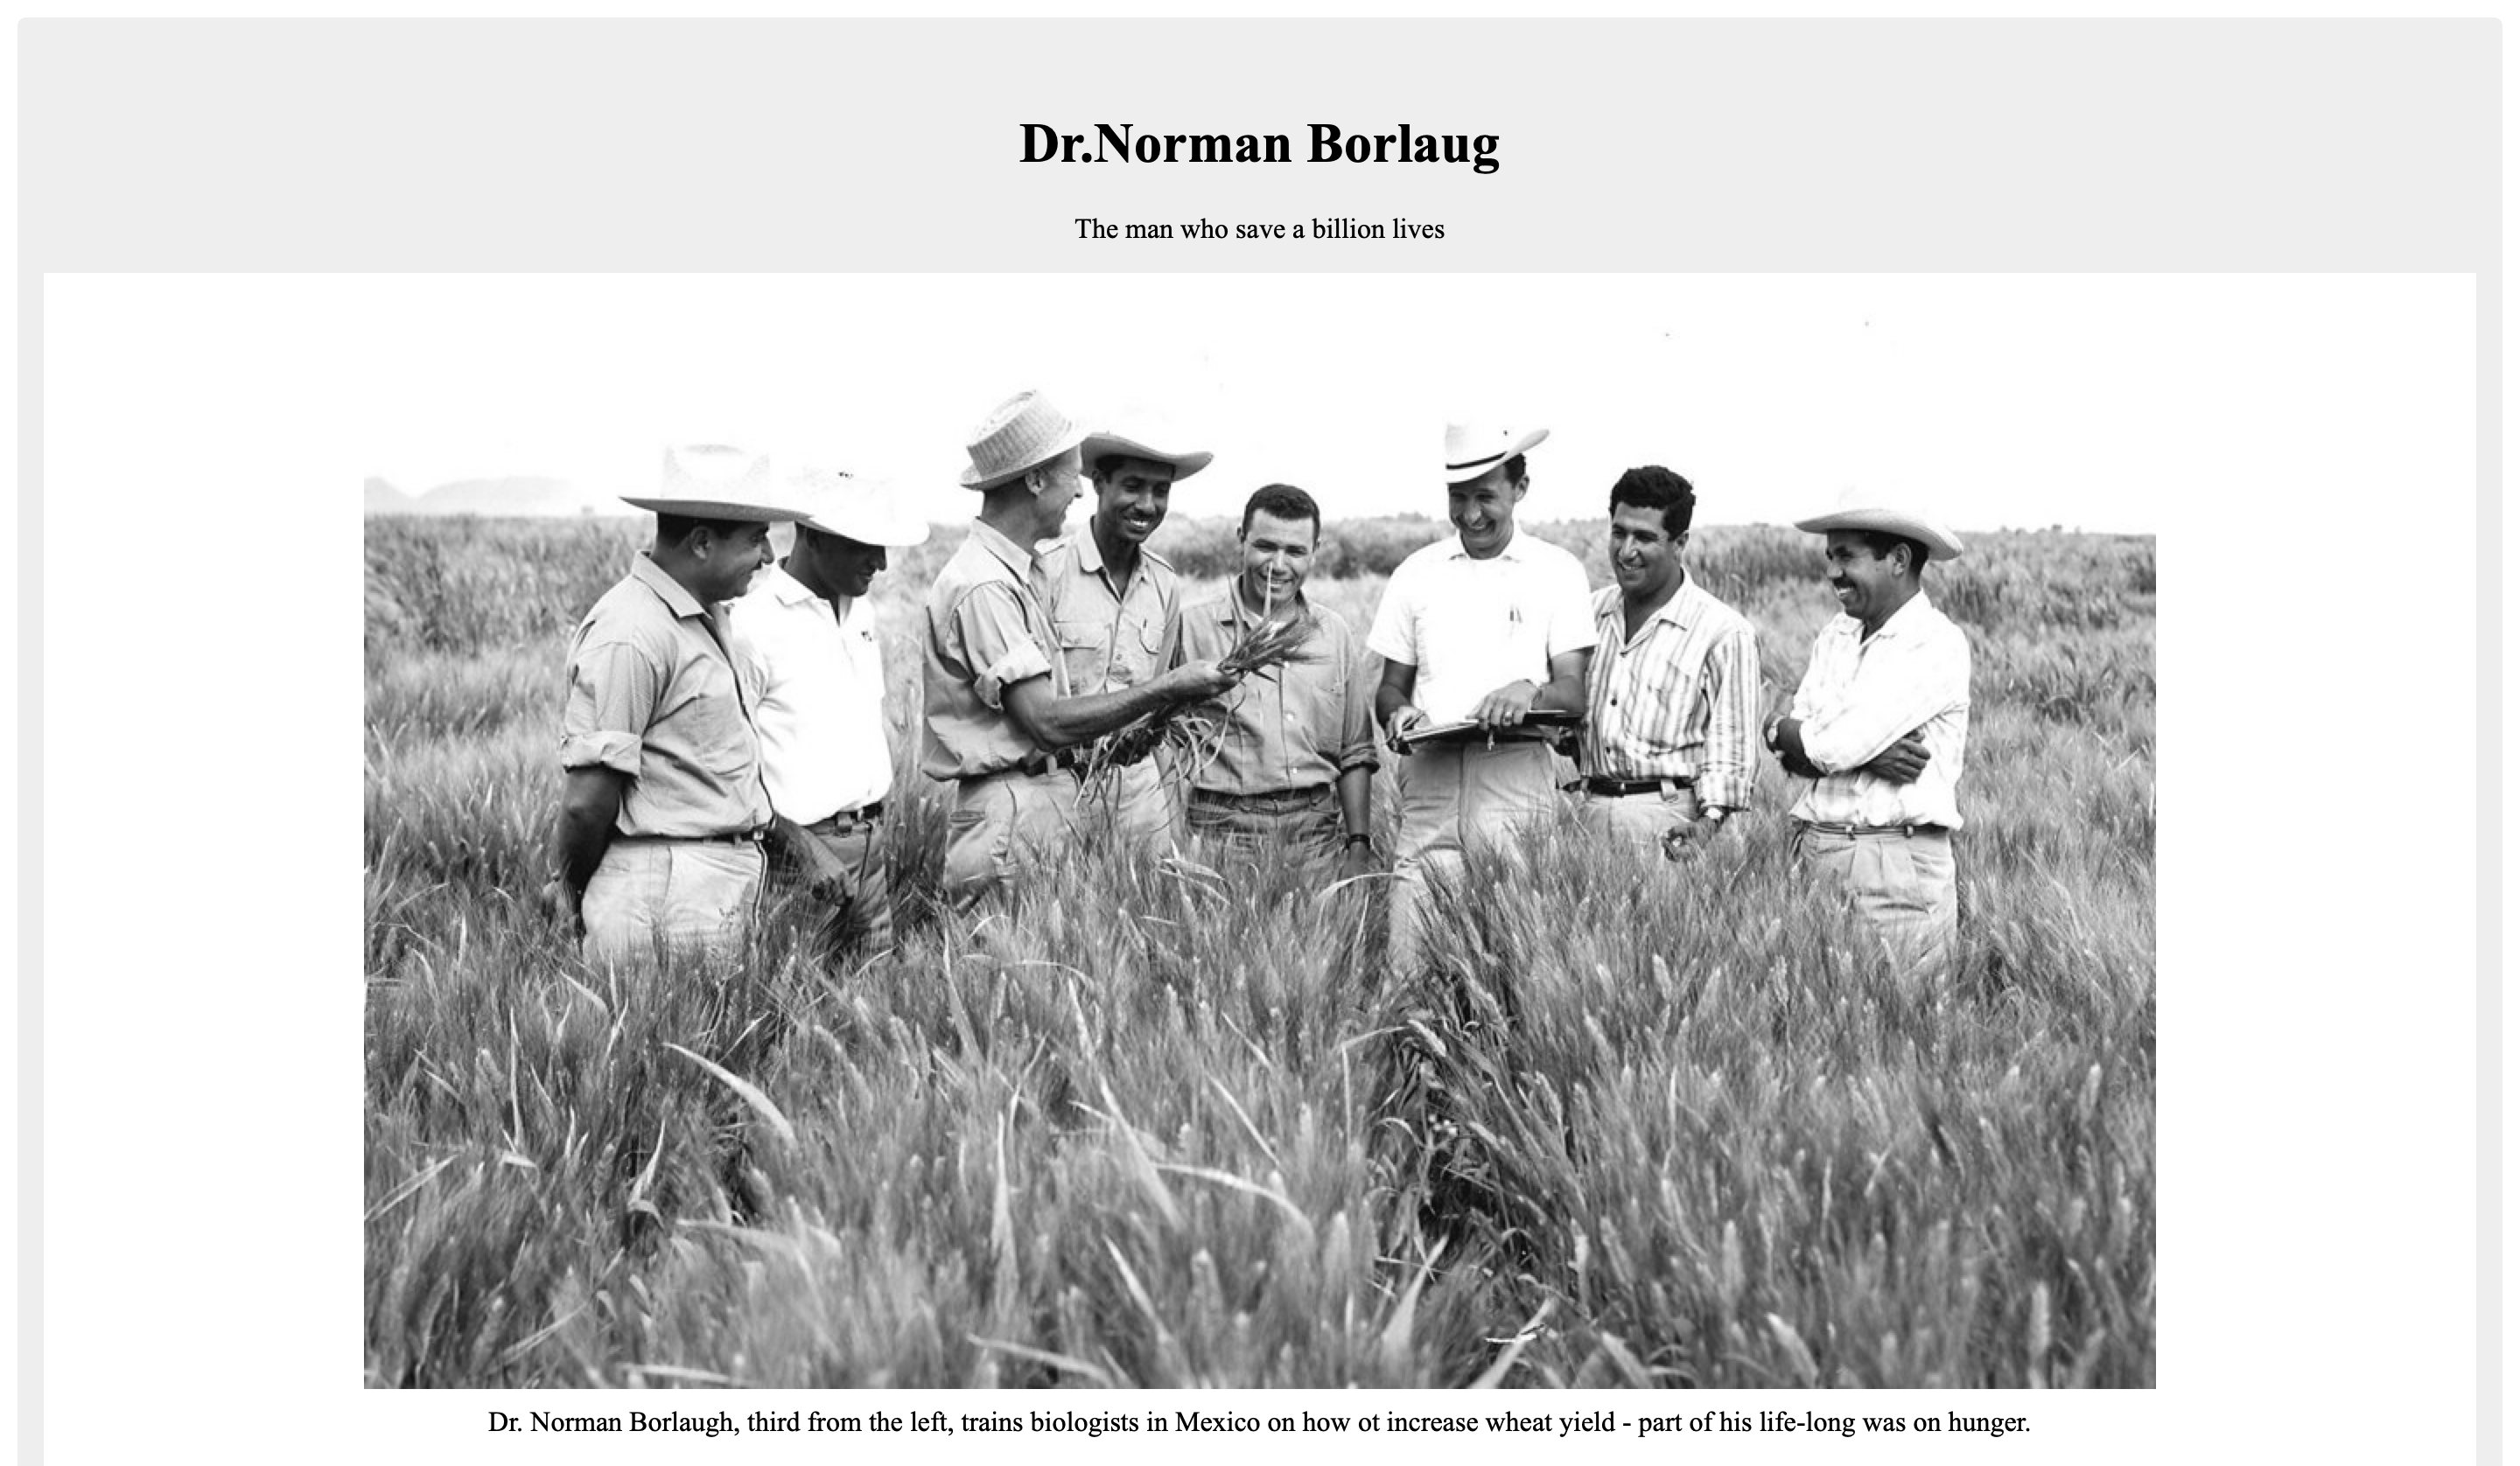 Dr.Norman Borlaug
The man who save a billion lives
Dr. Norman Borlaugh, third from the left, trains biologists in Mexico on how ot increase wheat yield - part of his life-long was on hunger.